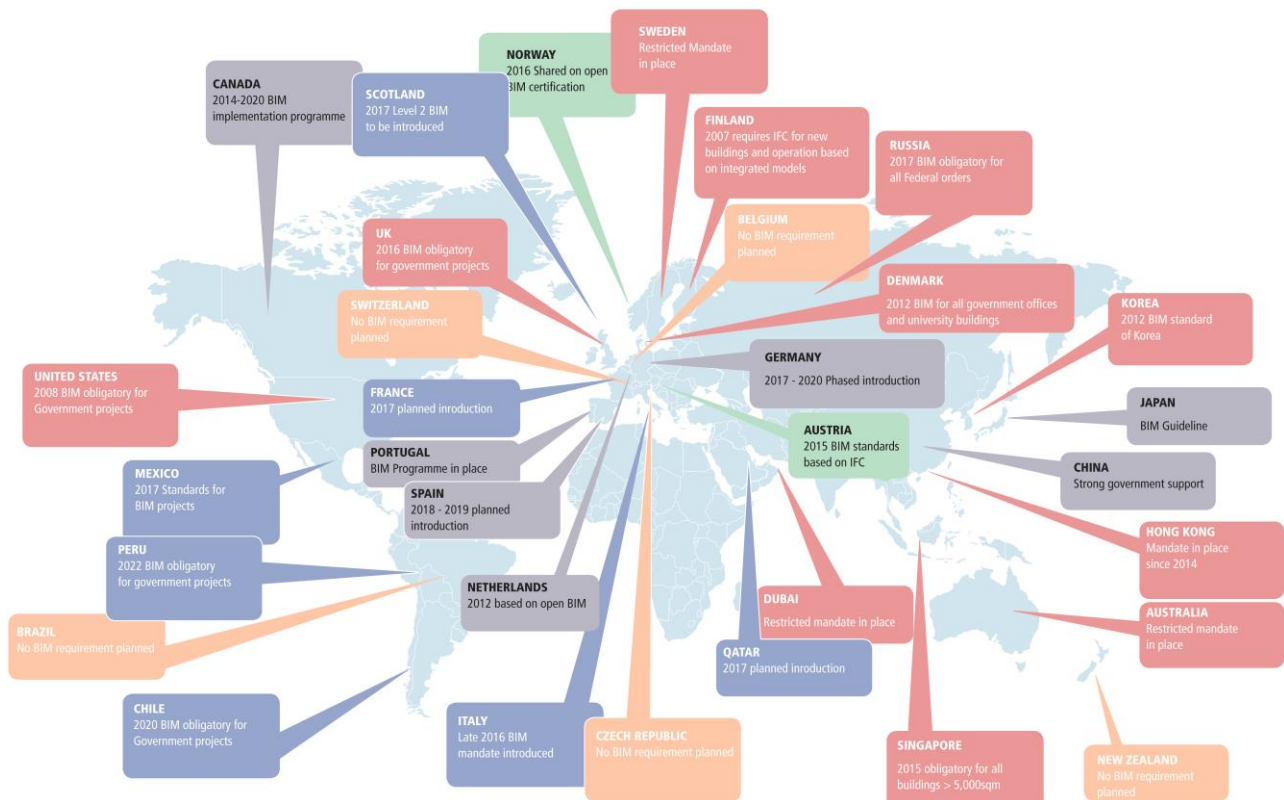 SWEDEN
Restricted Mandate
in place
NORWAY
2016 Shared on open
BIM certification
CANADA
2014-2020 BIM
implementation programme
SCOTLAND
2017 Level 2 BIM
to be introduced
FINLAND
2007 requires IFC for new
buildings and operation based
on integrated models
RUSSIA
2017 BIM obligatory for
all Federal orders
BELGIUM
No BIM requirement
planned
UK
2016 BIM obligatory
for government projects
DENMARK
2012 BIM for all government offices
and university buildings
KOREA
2012 BIM standard
of Korea
SWITZERLAND
No BIM requirement
planned
GERMANY
2017 - 2020 Phased introduction
UNITED STATES
2008 BIM obligatory for
Government projects
FRANCE
2017 planned inroduction
JAPAN
BIM Guideline
AUSTRIA
2015 BIM standards
based on IFC
PORTUGAL
BIM Programme in place
CHINA
Strong government support
MEXICO
2017 Standards for
BIM projects
SPAIN
2018 - 2019 planned
introduction
HONG KONG
Mandate in place
since 2014
PERU
2022 BIM obligatory
for government projects
NETHERLANDS
2012 based on open BIM
DUBAI
Restricted mandate in place
AUSTRALIA
Restricted mandate
in place
BRAZIL
No BIM requirement planned
QATAR
2017 planned inroduction
CHILE
2020 BIM obligatory for
Government projects
ITALY
Late 2016 BIM
mandate introduced
CZECH REPUBLIC
No BIM requirement planned
SINGAPORE
2015 obligatory for all
buildings > 5,000sqm
NEW ZEALAND
No BIM requirement
planned